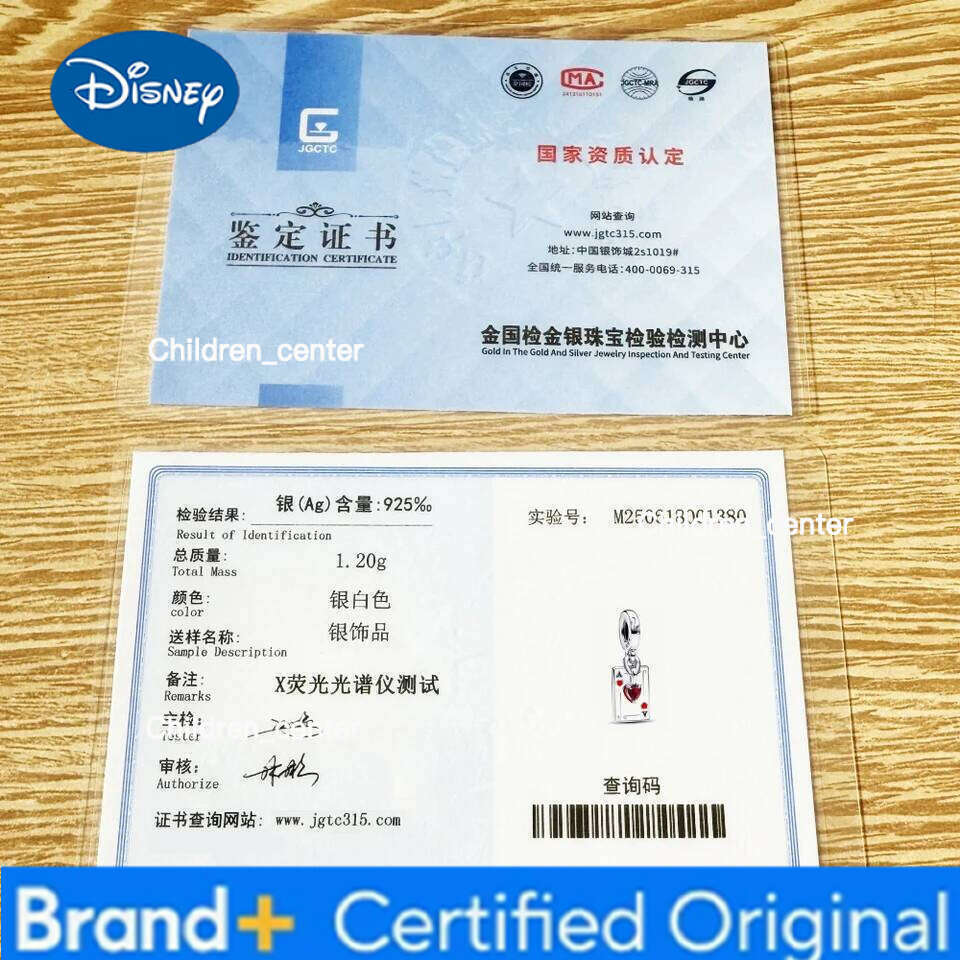 DISNEY
JGCTC
CMA
241316110151
JGCTC-MRA
JGCTC
国家资质认定
鉴定证书
IDENTIFICATION CERTIFICATE
网站查询
www.jgtc315.com
地址:中国银饰城2s1019#
全国统一服务电话:400-0069-315
金国检金银珠宝检验检测中心
Gold In The Gold And Silver Jewelry Inspection And Testing Center
Children_center
检验结果: 银(Ag)含量:925‰
Result of Identification
总质量: 1.20g
Total Mass
颜色: 银白色
color
送样名称: 银饰品
Sample Description
备注: X荧光光谱仪测试
Remarks
主检:
Tester
Children_center
审核:
Authorize
证书查询网站: www.jgtc315.com
实验号:
Children_center
A
A
查询码
Brand+ Certified Original